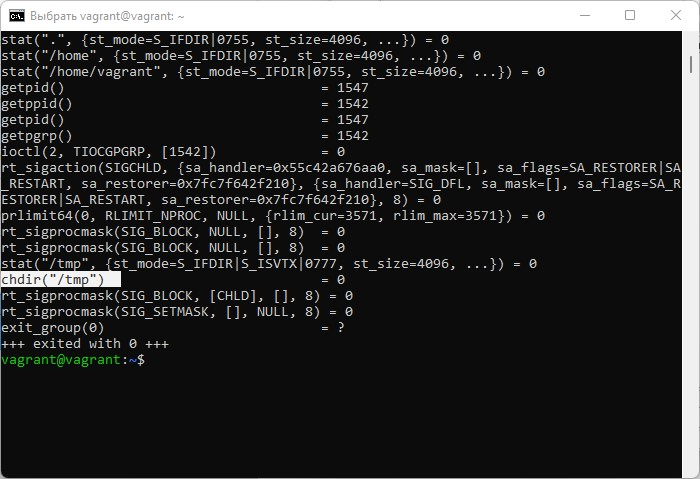 Выбрать vagrant@vagrant: ~
stat(".", {st_mode=S_IFDIR|0755, st_size=4096, ...}) = 0
stat("/home", {st_mode=S_IFDIR|0755, st_size=4096, ...}) = 0
stat("/home/vagrant", {st_mode=S_IFDIR|0755, st_size=4096, ...}) = 0
getpid()                                = 1547
getppid()                               = 1542
getpid()                                = 1547
getpgrp()                               = 1542
ioctl(2, TIOCGPGRP, [1542])             = 0
rt_sigaction(SIGCHLD, {sa_handler=0x55c42a676aa0, sa_mask=[], sa_flags=SA_RESTORER|SA
_RESTART, sa_restorer=0x7fc7f642f210}, {sa_handler=SIG_DFL, sa_mask=[], sa_flags=SA_R
ESTORER|SA_RESTART, sa_restorer=0x7fc7f642f210}, 8) = 0
prlimit64(0, RLIMIT_NPROC, NULL, {rlim_cur=3571, rlim_max=3571}) = 0
rt_sigprocmask(SIG_BLOCK, NULL, [], 8)  = 0
rt_sigprocmask(SIG_BLOCK, NULL, [], 8)  = 0
stat("/tmp", {st_mode=S_IFDIR|S_ISVTX|0777, st_size=4096, ...}) = 0
chdir("/tmp")                           = 0
rt_sigprocmask(SIG_BLOCK, [CHLD], [], 8) = 0
rt_sigprocmask(SIG_SETMASK, [], NULL, 8) = 0
exit_group(0)                           = ?
+++ exited with 0 +++
vagrant@vagrant:~$